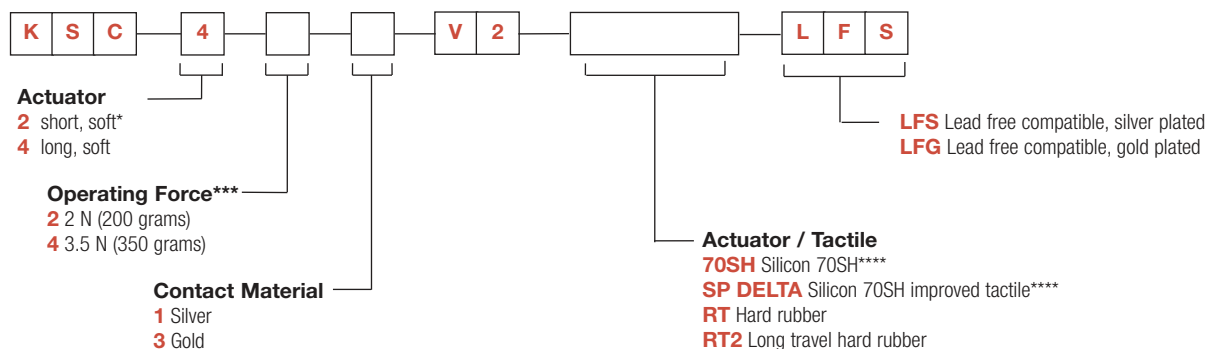 K S C 4 V 2 L F S
Actuator
2 short, soft*
4 long, soft
LFS Lead free compatible, silver plated
LFG Lead free compatible, gold plated
Operating Force***
2 2 N (200 grams)
4 3.5 N (350 grams)
Actuator / Tactile
70SH Silicon 70SH****
SP DELTA Silicon 70SH improved tactile****
RT Hard rubber
RT2 Long travel hard rubber
Contact Material
1 Silver
3 Gold